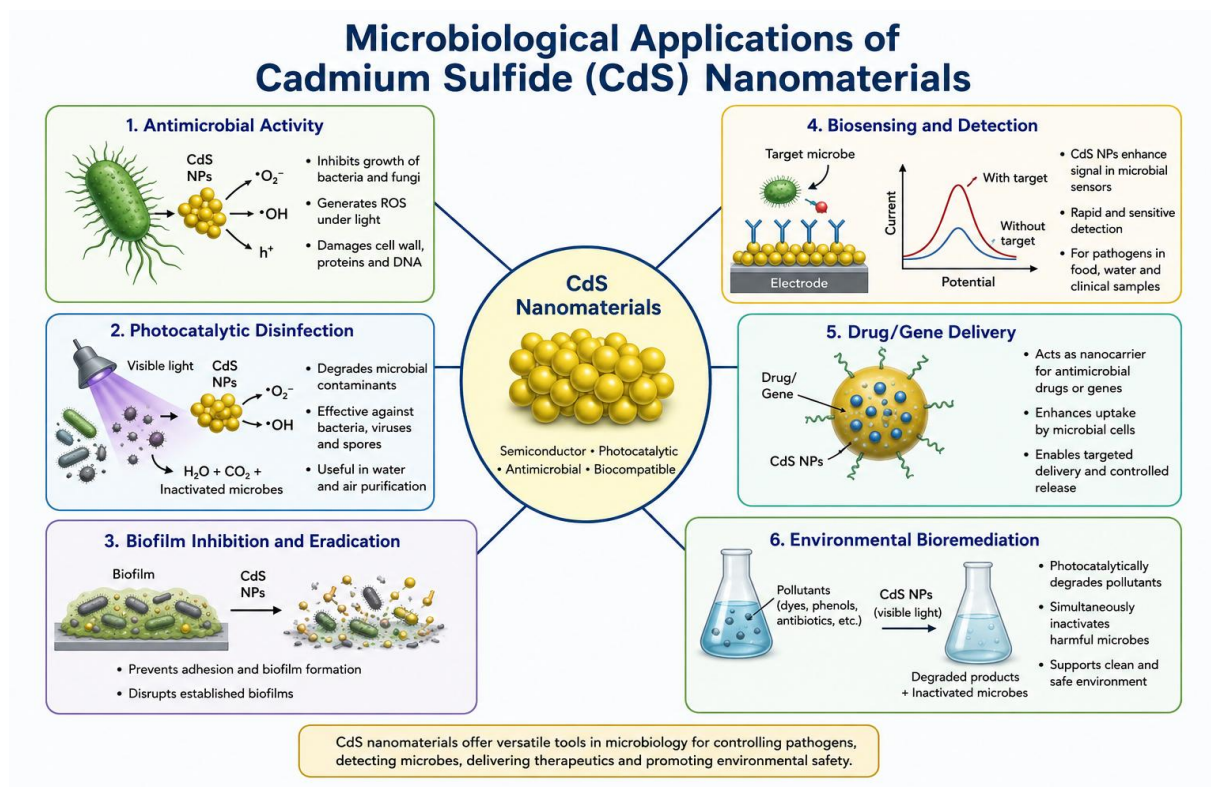 Microbiological Applications of
Cadmium Sulfide (CdS) Nanomaterials
1. Antimicrobial Activity
CdS
NPs
•O₂⁻
•OH
h⁺
• Inhibits growth of
bacteria and fungi
• Generates ROS
under light
• Damages cell wall,
proteins and DNA
2. Photocatalytic Disinfection
Visible light
CdS
NPs
•O₂⁻
•OH
H₂O + CO₂ +
Inactivated microbes
• Degrades microbial
contaminants
• Effective against
bacteria, viruses
and spores
• Useful in water
and air purification
3. Biofilm Inhibition and Eradication
Biofilm
CdS
NPs
• Prevents adhesion and biofilm formation
• Disrupts established biofilms
CdS
Nanomaterials
Semiconductor • Photocatalytic
• Antimicrobial • Biocompatible
4. Biosensing and Detection
Target microbe
Electrode
Current
With target
Without
target
Potential
• CdS NPs enhance
signal in microbial
sensors
• Rapid and sensitive
detection
• For pathogens in
food, water and
clinical samples
5. Drug/Gene Delivery
Drug/
Gene
CdS NPs
• Acts as nanocarrier
for antimicrobial
drugs or genes
• Enhances uptake
by microbial cells
• Enables targeted
delivery and controlled
release
6. Environmental Bioremediation
Pollutants
(dyes, phenols,
antibiotics, etc.)
CdS NPs
(visible light)
Degraded products
+ Inactivated microbes
• Photocatalytically
degrades pollutants
• Simultaneously
inactivates
harmful microbes
• Supports clean and
safe environment
CdS nanomaterials offer versatile tools in microbiology for controlling pathogens,
detecting microbes, delivering therapeutics and promoting environmental safety.